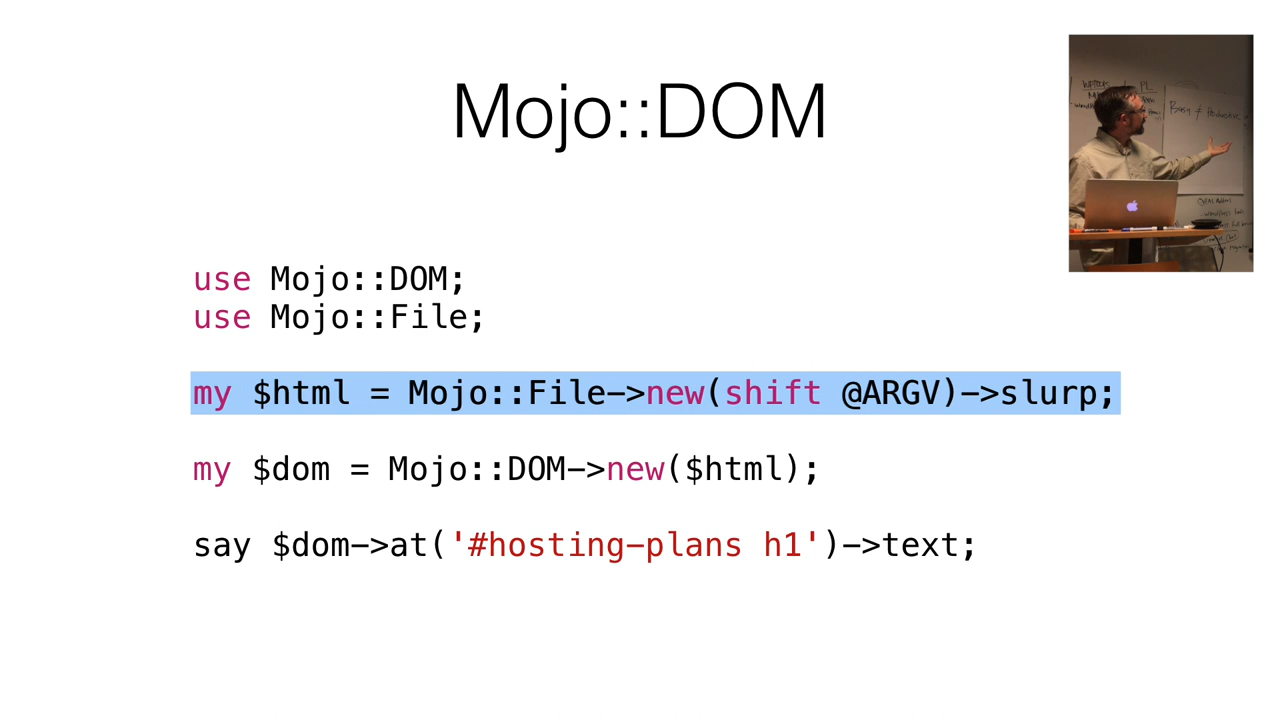 Mojo::DOM
use Mojo::DOM;
use Mojo::File;
my $html = Mojo::File->new(shift @ARGV)->slurp;
my $dom = Mojo::DOM->new($html);
say $dom->at('#hosting-plans h1')->text;